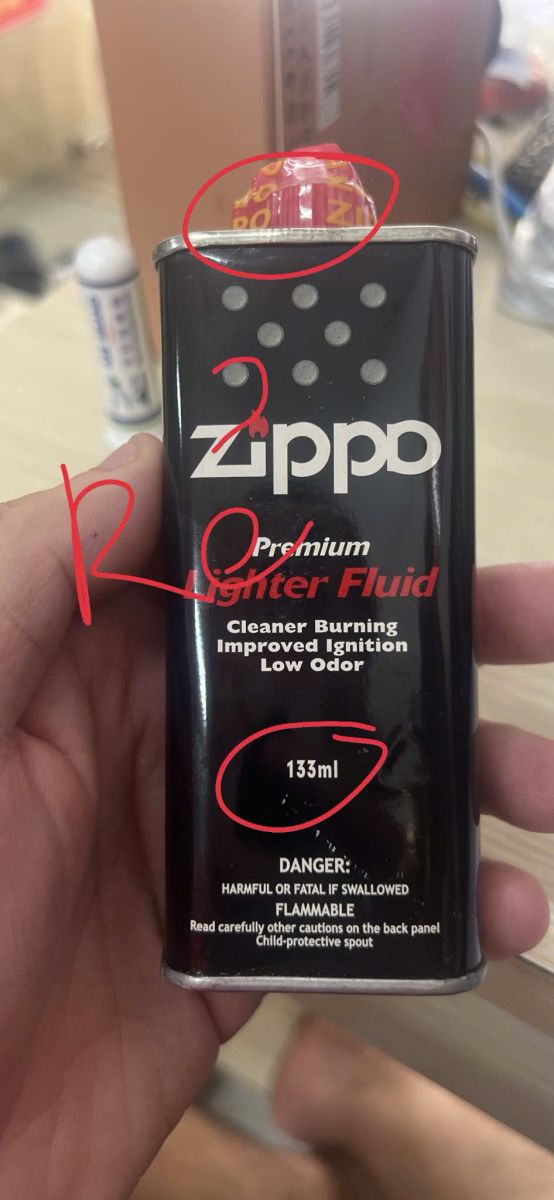 zippo
Premium
Lighter Fluid
Cleaner Burning
Improved Ignition
Low Odor
133ml
DANGER:
HARMFUL OR FATAL IF SWALLOWED
FLAMMABLE
Read carefully other cautions on the back panel
Child-protective spout